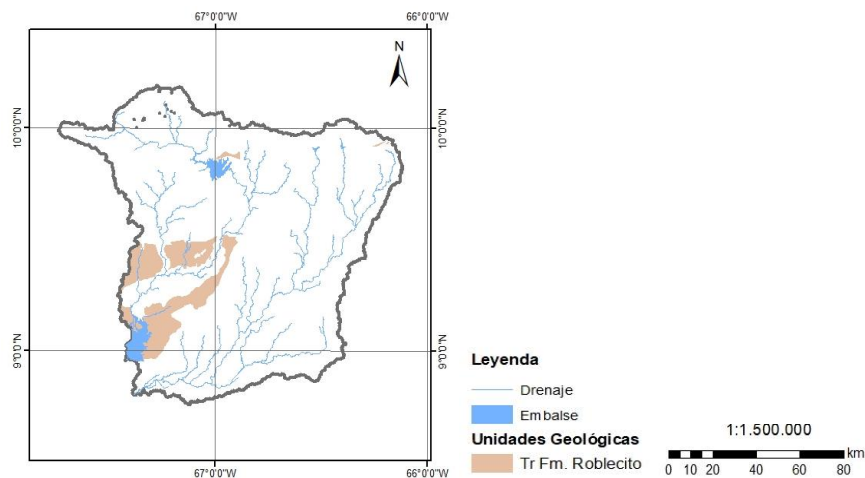 67°0'0"W
66°0'0"W
N
10°0'0"N
10°0'0"N
9°0'0"N
9°0'0"N
67°0'0"W
66°0'0"W
Leyenda
Drenaje
Embalse
Unidades Geológicas
Tr Fm. Roblecito
1:1.500.000
km
0 10 20 40 60 80